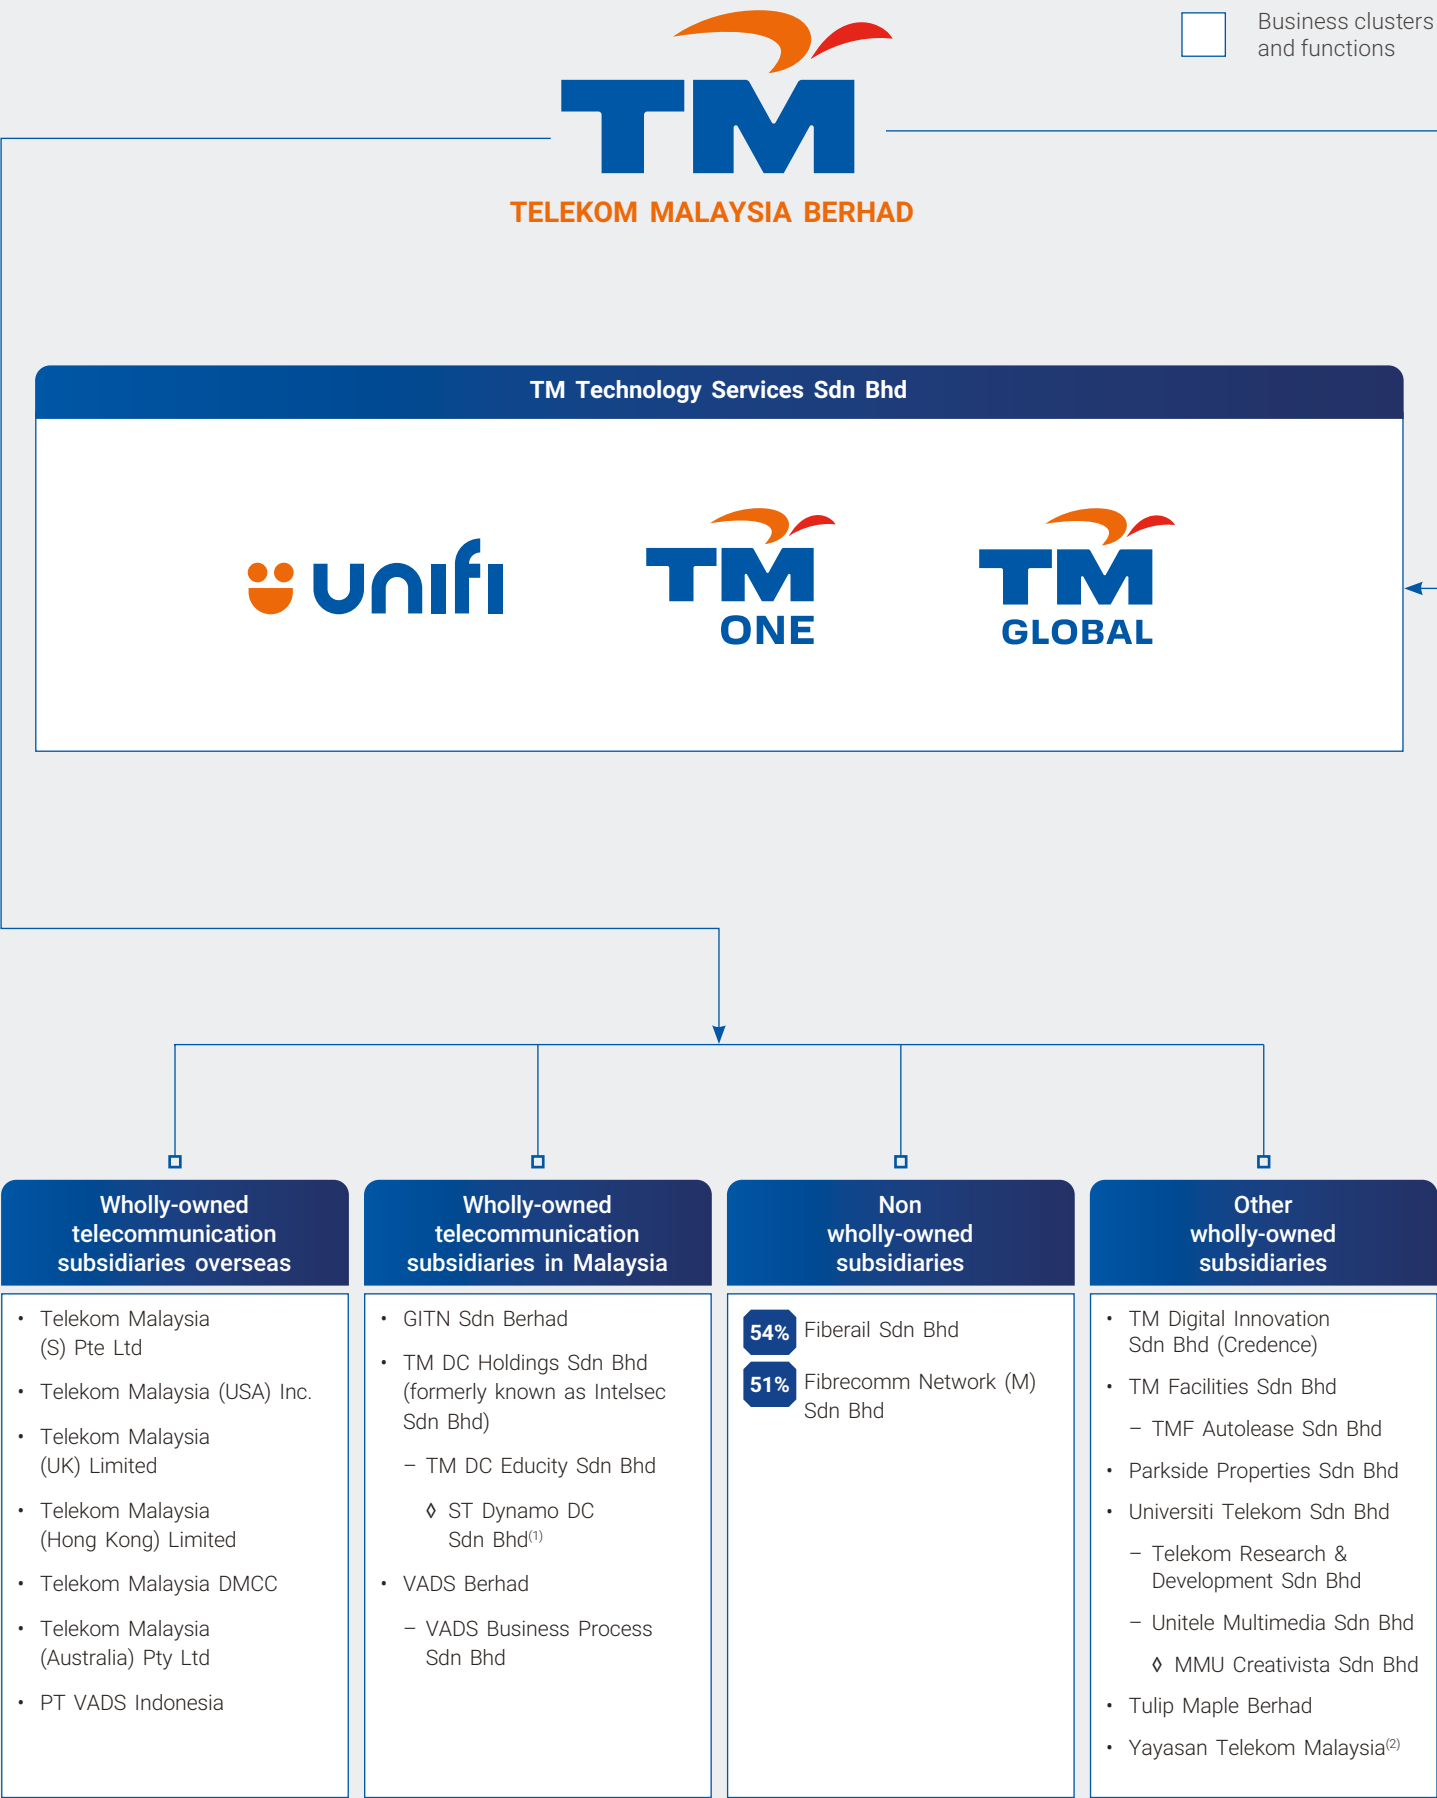 Business clusters
and functions
TM
TELEKOM MALAYSIA BERHAD
TM Technology Services Sdn Bhd
unifi
TM
ONE
TM
GLOBAL
Wholly-owned
telecommunication
subsidiaries overseas
• Telekom Malaysia
(S) Pte Ltd
• Telekom Malaysia (USA) Inc.
• Telekom Malaysia
(UK) Limited
• Telekom Malaysia
(Hong Kong) Limited
• Telekom Malaysia DMCC
• Telekom Malaysia
(Australia) Pty Ltd
• PT VADS Indonesia
Wholly-owned
telecommunication
subsidiaries in Malaysia
• GITN Sdn Berhad
• TM DC Holdings Sdn Bhd
(formerly known as Intelsec
Sdn Bhd)
– TM DC Educity Sdn Bhd
◊ ST Dynamo DC
Sdn Bhd(1)
• VADS Berhad
– VADS Business Process
Sdn Bhd
Non
wholly-owned
subsidiaries
54% Fiberail Sdn Bhd
51% Fibrecomm Network (M)
Sdn Bhd
Other
wholly-owned
subsidiaries
• TM Digital Innovation
Sdn Bhd (Credence)
• TM Facilities Sdn Bhd
– TMF Autolease Sdn Bhd
• Parkside Properties Sdn Bhd
• Universiti Telekom Sdn Bhd
– Telekom Research &
Development Sdn Bhd
– Unitele Multimedia Sdn Bhd
◊ MMU Creativista Sdn Bhd
• Tulip Maple Berhad
• Yayasan Telekom Malaysia(2)